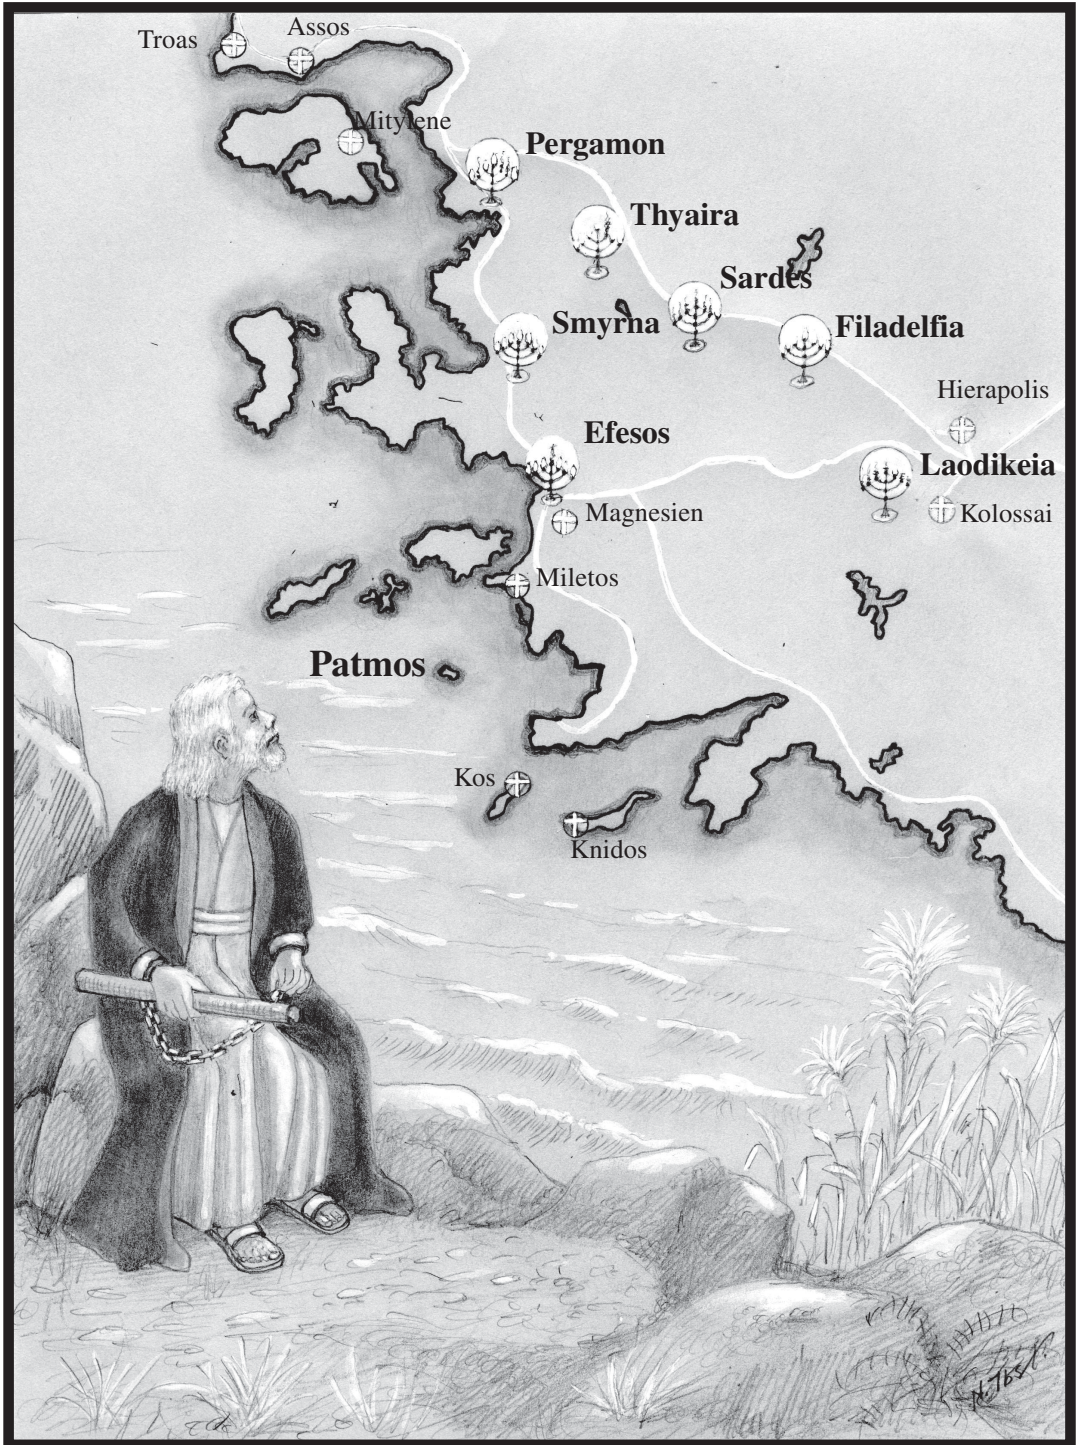 Assos
Troas
Mitylene
Pergamon
Thyaira
Sardes
Smyrna
Filadelfia
Hierapolis
Efesos
Laodikeia
Magnesien
Kolossai
Miletos
Patmos
Kos
Knidos